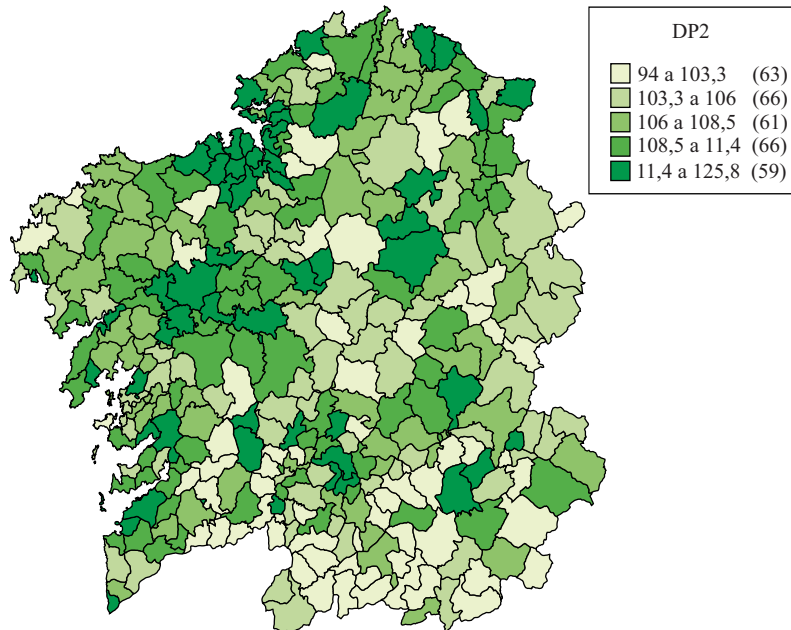 DP2
94 a 103,3 (63)
103,3 a 106 (66)
106 a 108,5 (61)
108,5 a 11,4 (66)
11,4 a 125,8 (59)